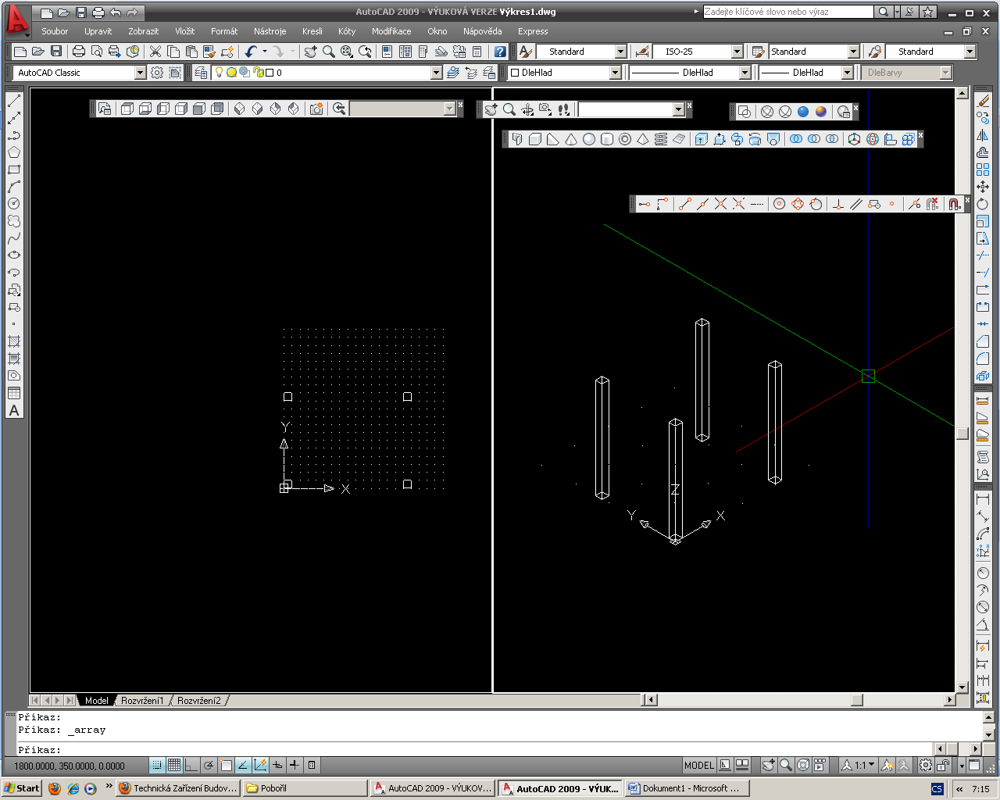 AutoCAD 2009 - VÝUKOVÁ VERZE Výkres1.dwg
Zadejte klíčové slovo nebo výraz
Soubor Upravit Zobrazit Vložit Formát Nástroje Kresli Kóty Modifikace Okno Nápověda Express
Standard ISO-25 Standard Standard
AutoCAD Classic 0 DleHlad DleHlad DleHlad DleBarvy
Y
X
Z
Y
X
A
Model Rozvržení1 Rozvržení2
Příkaz:
Příkaz: _array
Příkaz:
1800.0000, 350.0000, 0.0000 MODEL 1:1
Start Technická Zařízení Budov... Pobořil AutoCAD 2009 - VÝUKOV... AutoCAD 2009 - VÝUK... Dokument1 - Microsoft ... CS 7:15